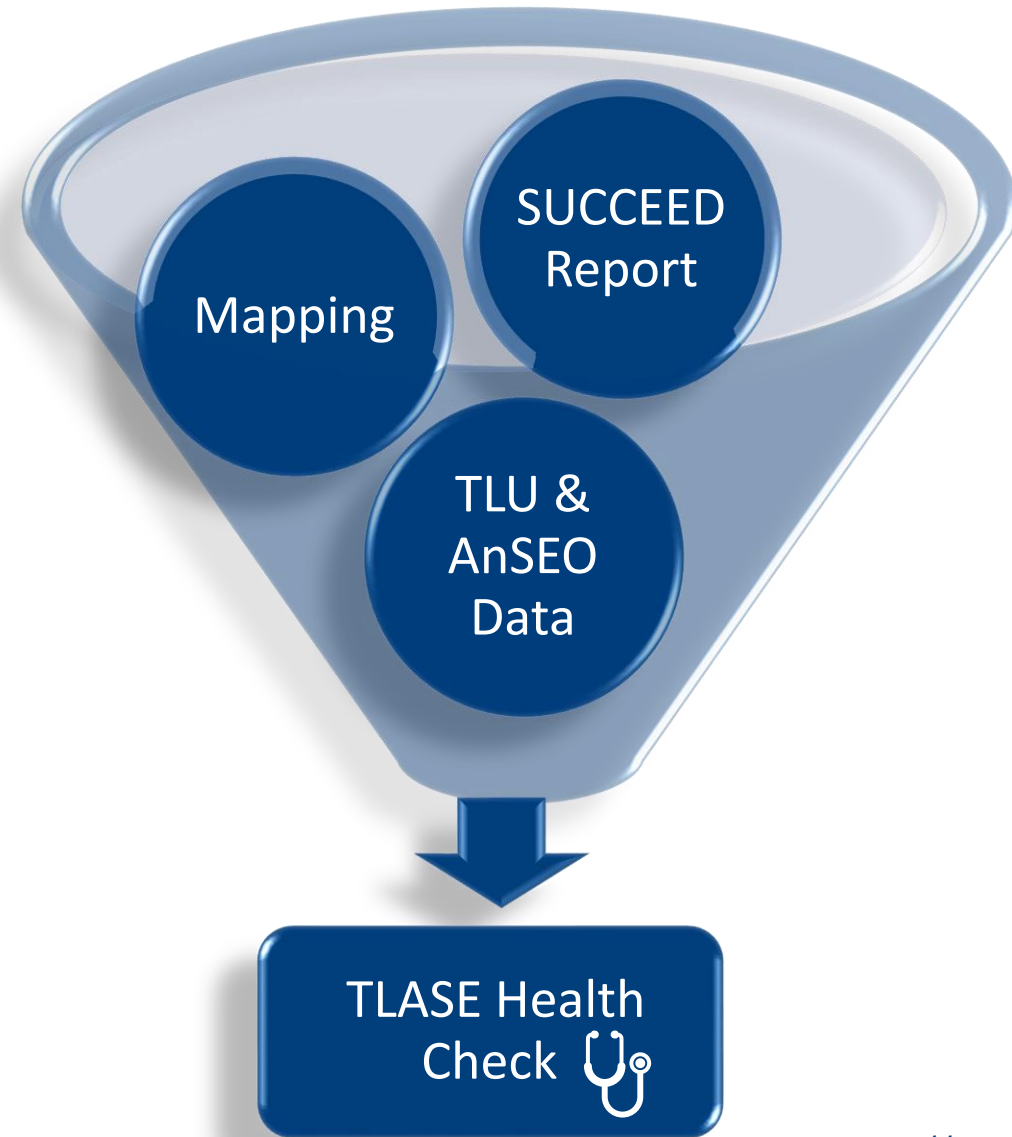 SUCCEED
Report
Mapping
TLU &
AnSEO
Data
TLASE Health
Check